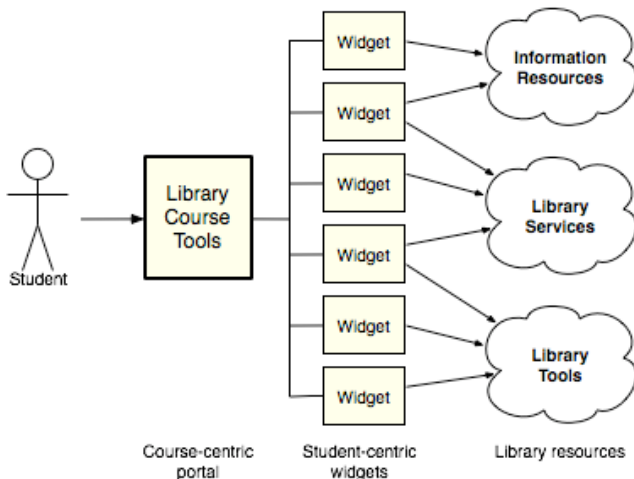 Widget
Information
Resources
Widget
Library
Course
Tools
Widget
Library
Services
Student
Widget
Widget
Library
Tools
Widget
Course-centric
portal
Student-centric
widgets
Library resources